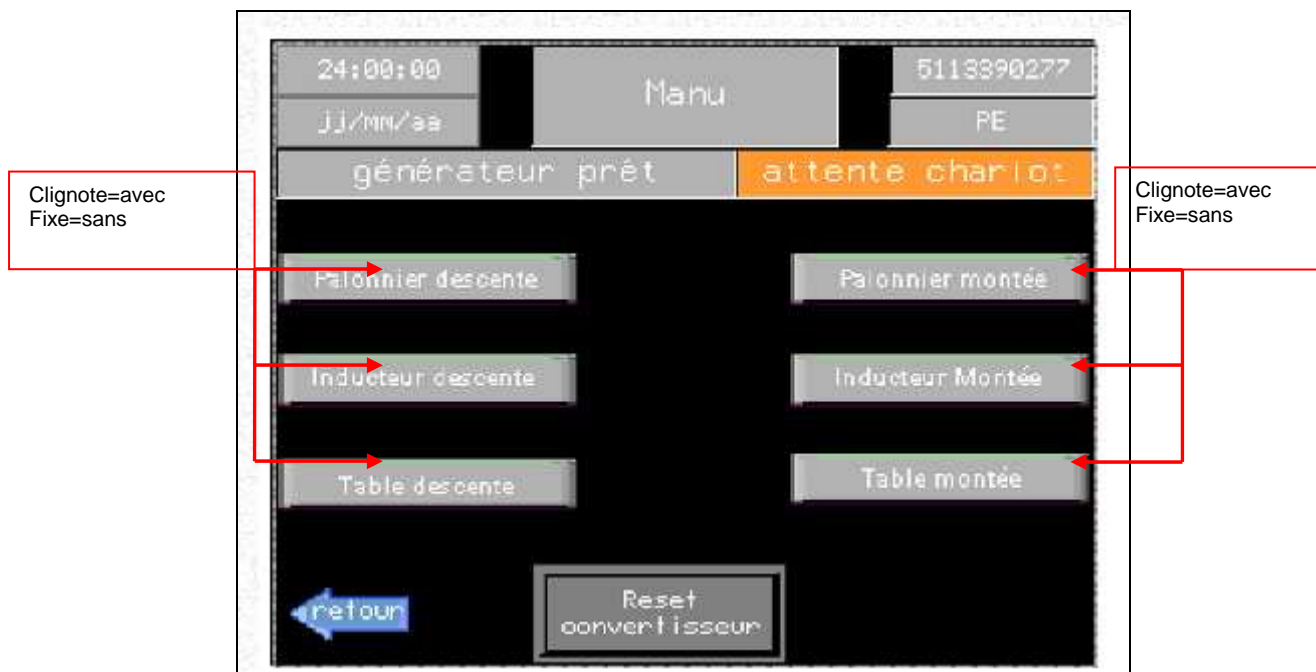 24:00:00
Manu
5113390277
jj/mm/aa
PE
générateur prêt
attente chariot
Clignote=avec
Fixe=sans
Clignote=avec
Fixe=sans
Palonnier descente
Palonnier montée
Inducteur descente
Inducteur Montée
Table descente
Table montée
retour
Reset
convertisseur